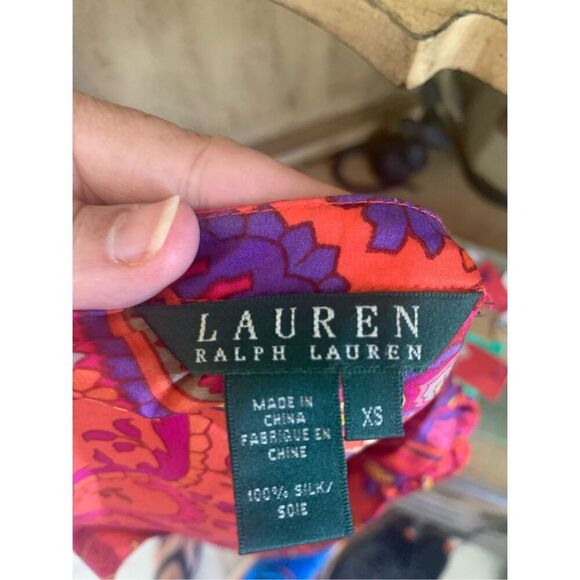 LAUREN
RALPH LAUREN
XS
MADE IN
CHINA
FABRIQUE EN
CHINE
100% SILK/
SOIE